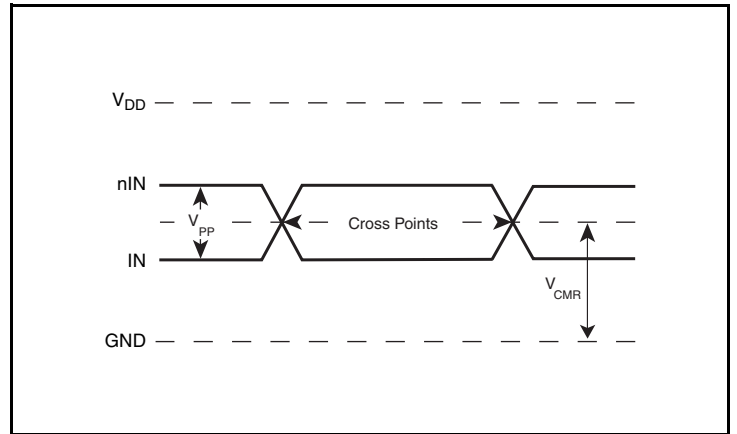 VDD
nIN
VPP
Cross Points
IN
VCMR
GND